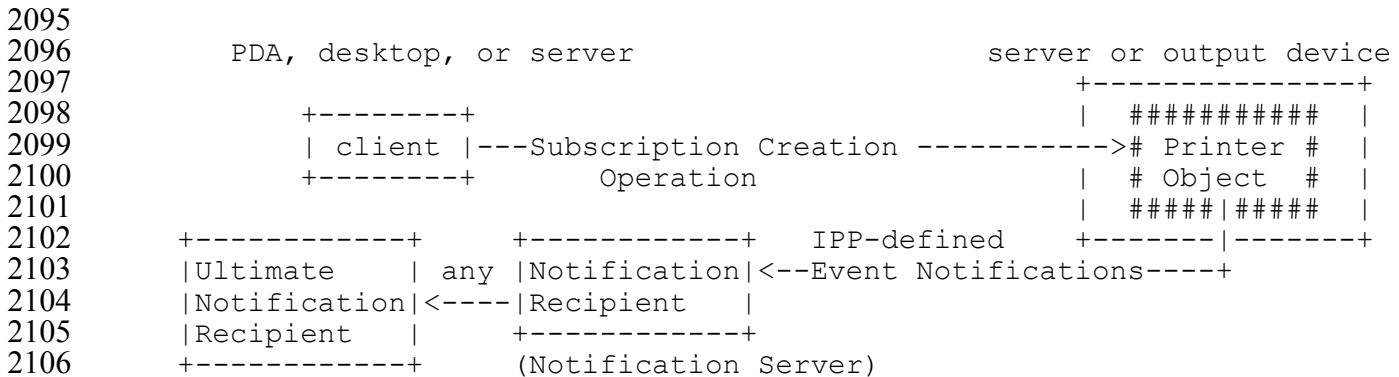 2095
2096 PDA, desktop, or server server or output device
2097 +---------------+
2098 +--------+ | ########### |
2099 | client |---Subscription Creation -----------># Printer # |
2100 +--------+ Operation | # Object # |
2101 | #####|##### |
2102 +------------+ +------------+ IPP-defined +-------|-------+
2103 |Ultimate | any |Notification|<--Event Notifications----+
2104 |Notification|<----|Recipient |
2105 |Recipient | +------------+
2106 +------------+ (Notification Server)